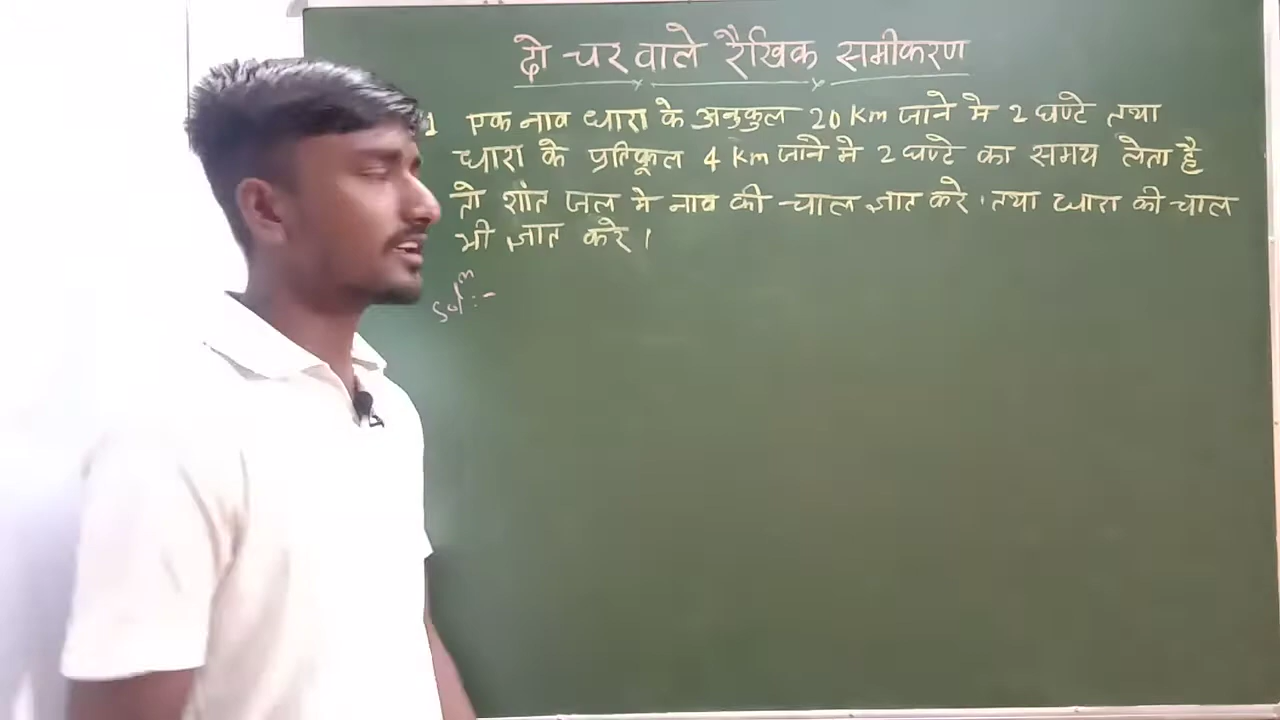 दो चर वाले रैखिक समीकरण
1 एक नाव धारा के अनुकुल 20 Km जाने मे 2 घण्टे तथा
धारा के प्रतिकूल 4 Km जाने मे 2 घण्टे का समय लेता है
तो शांत जल मे नाव की चाल ज्ञात करे । तथा धारा की चाल
भी ज्ञात करे ।
Solⁿ:-